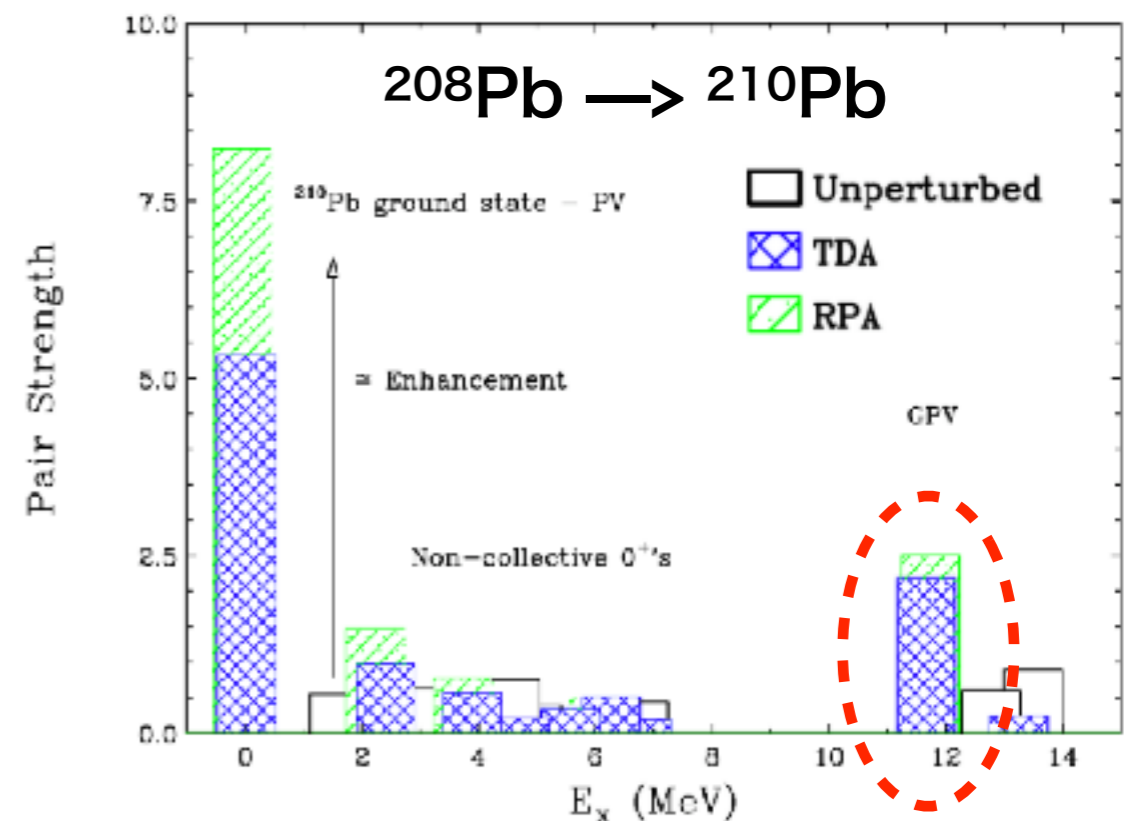 10.0
²⁰⁸Pb —> ²¹⁰Pb
7.5
²¹⁰Pb ground state – PV
Unperturbed
TDA
RPA
Pair Strength
5.0
≅ Enhancement
GPV
2.5
Non-collective 0⁺'s
0.0
0 2 4 6 8 10 12 14
Eₓ (MeV)